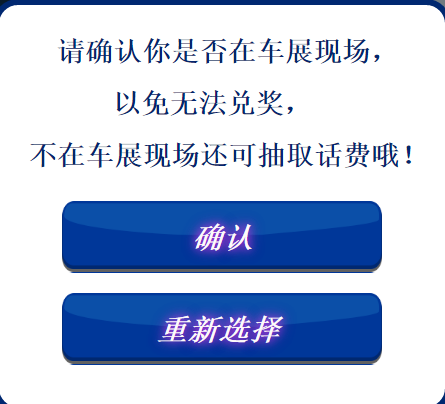 请确认你是否在车展现场，
以免无法兑奖，
不在车展现场还可抽取话费哦！
确认
重新选择